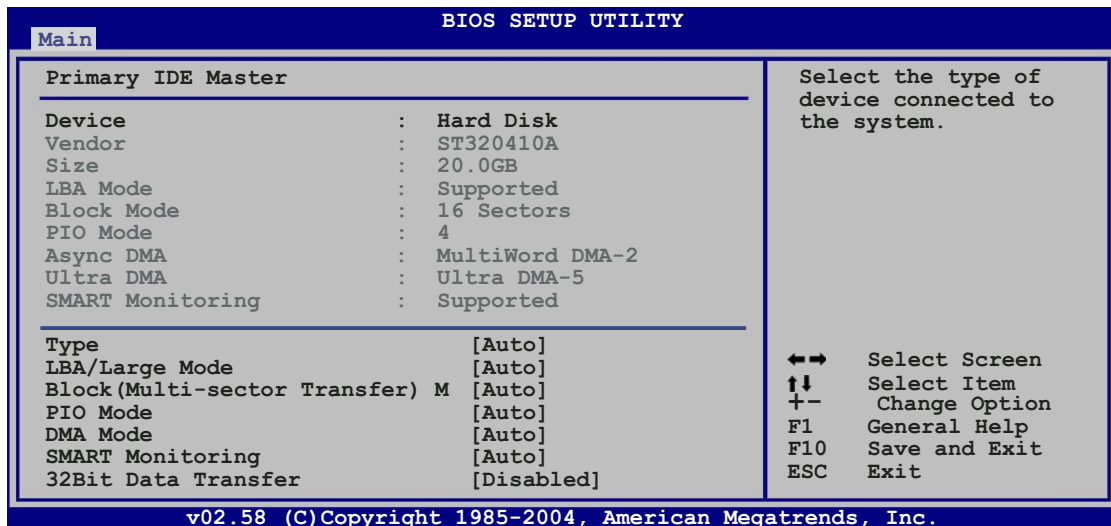 BIOS SETUP UTILITY
Main
Primary IDE Master
Device : Hard Disk
Vendor : ST320410A
Size : 20.0GB
LBA Mode : Supported
Block Mode : 16 Sectors
PIO Mode : 4
Async DMA : MultiWord DMA-2
Ultra DMA : Ultra DMA-5
SMART Monitoring : Supported
Type [Auto]
LBA/Large Mode [Auto]
Block(Multi-sector Transfer) M [Auto]
PIO Mode [Auto]
DMA Mode [Auto]
SMART Monitoring [Auto]
32Bit Data Transfer [Disabled]
Select the type of
device connected to
the system.
←→ Select Screen
↑↓ Select Item
+- Change Option
F1 General Help
F10 Save and Exit
ESC Exit
v02.58 (C)Copyright 1985-2004, American Megatrends, Inc.